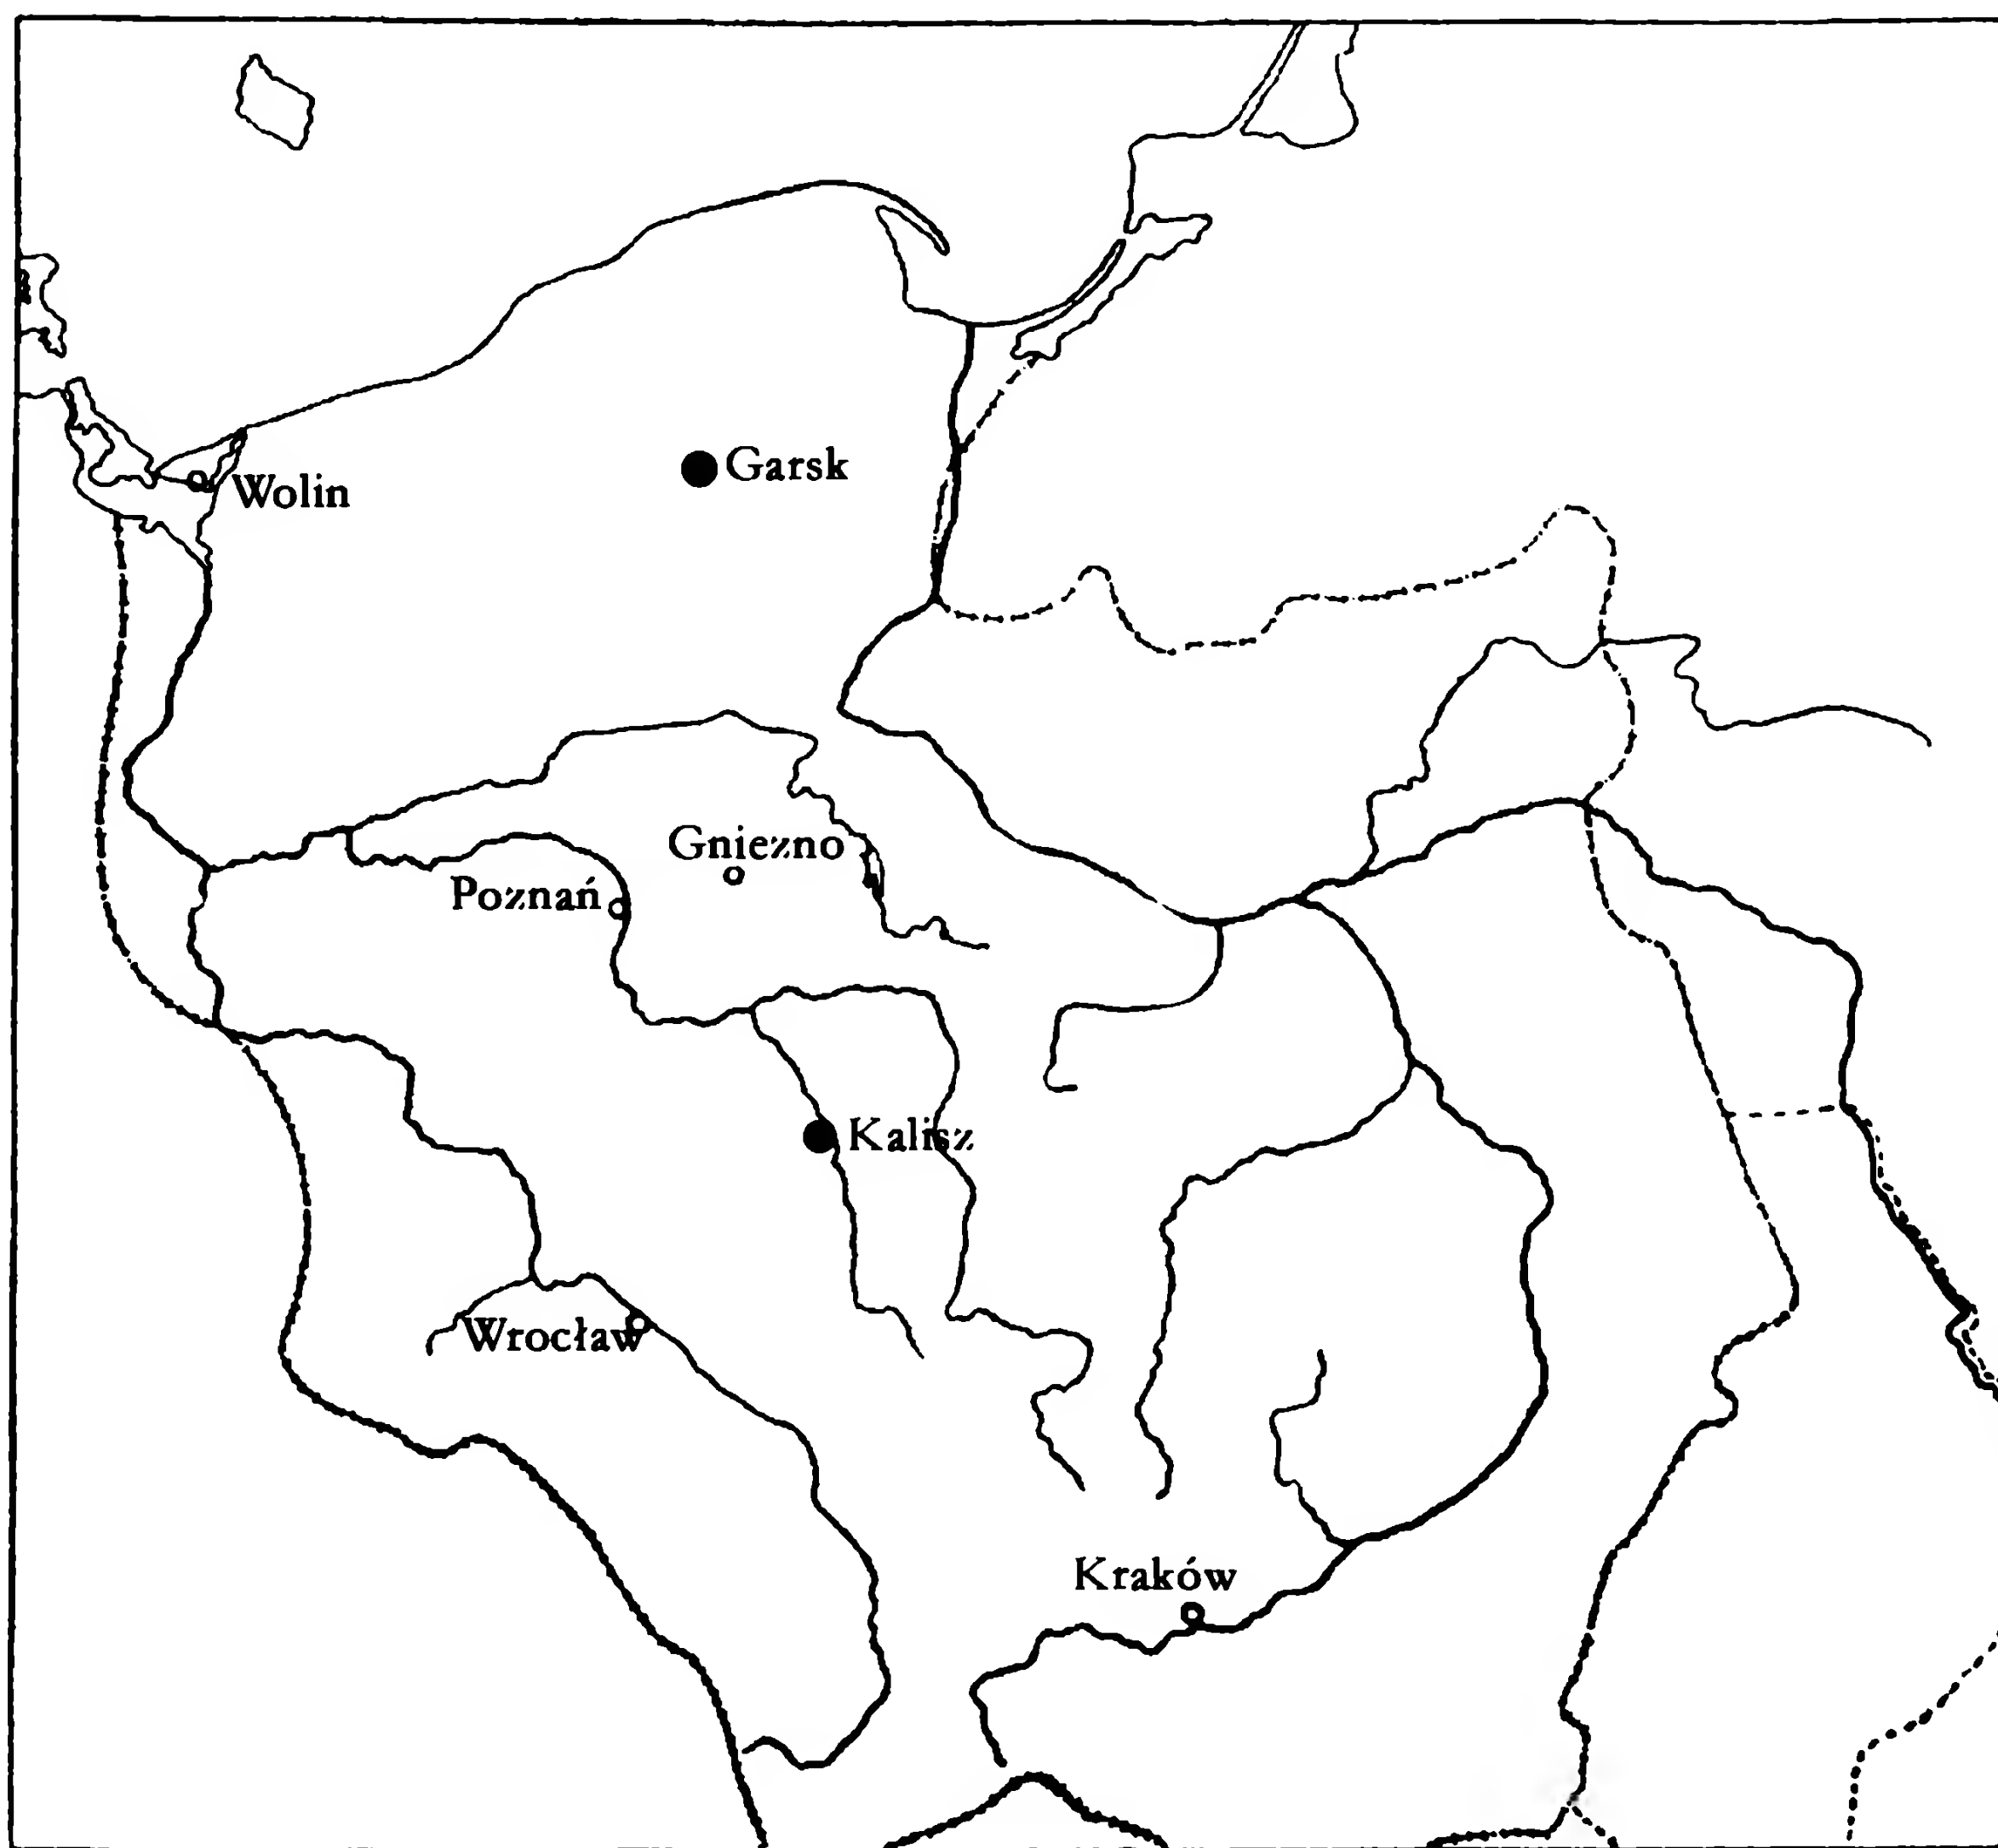 Garsk
Wolin
Gniezno
Poznań
Kalisz
Wrocław
Kraków